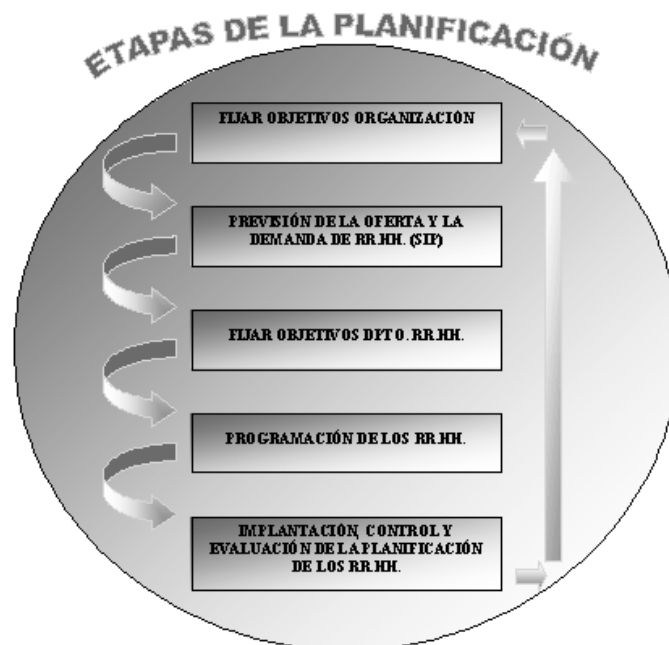 ETAPAS DE LA PLANIFICACIÓN
FIJAR OBJETIVOS ORGANIZACIÓN
PREVISIÓN DE LA OFERTA Y LA
DEMANDA DE RR.HH. (SIP)
FIJAR OBJETIVOS DPTO. RR.HH.
PROGRAMACIÓN DE LOS RR.HH.
IMPLANTACIÓN, CONTROL Y
EVALUACIÓN DE LA PLANIFICACIÓN
DE LOS RR.HH.